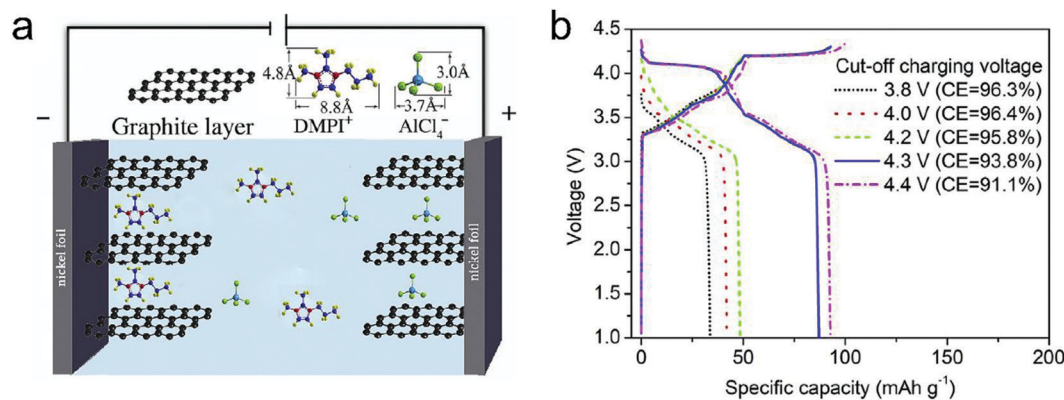 a
4.8Å
8.8Å
3.0Å
3.7Å
−
Graphite layer
DMPI⁺
AlCl₄⁻
+
nickel foil
nickel foil
b
Voltage (V)
4.5
4.0
3.5
3.0
2.5
2.0
1.5
1.0
Cut-off charging voltage
3.8 V (CE=96.3%)
4.0 V (CE=96.4%)
4.2 V (CE=95.8%)
4.3 V (CE=93.8%)
4.4 V (CE=91.1%)
0
50
100
150
200
Specific capacity (mAh g⁻¹)